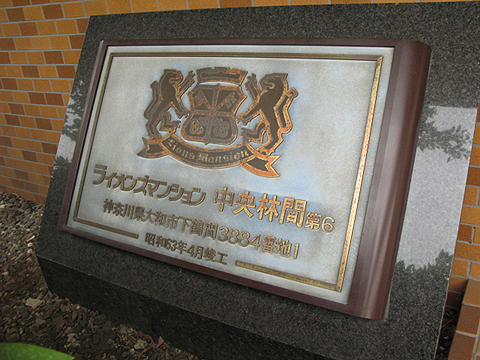 Lions Mansion
ライオンズマンション 中央林間第6
神奈川県大和市下鶴間3884番地1
昭和63年4月竣工